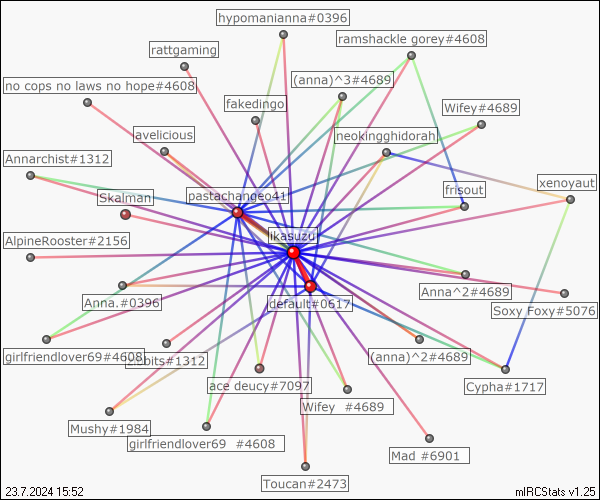 hypomanianna#0396
ramshackle gorey#4608
rattgaming
(anna)^3#4689
no cops no laws no hope#4608
fakedingo
Wifey#4689
avelicious
neokingghidorah
Annarchist#1312
xenoyaut
frisout
Skalman
pastachangeo41
likasuzu
AlpineRooster#2156
Anna^2#4689
Anna.#0396
default#0617
Soxy Foxy#5076
girlfriendlover69#4608
bits#1312
(anna)^2#4689
ace deucy#7097
Cypha#1717
Wifey #4689
Mushy#1984
girlfriendlover69 #4608
Mad #6901
Toucan#2473
23.7.2024 15:52
mIRCStats v1.25